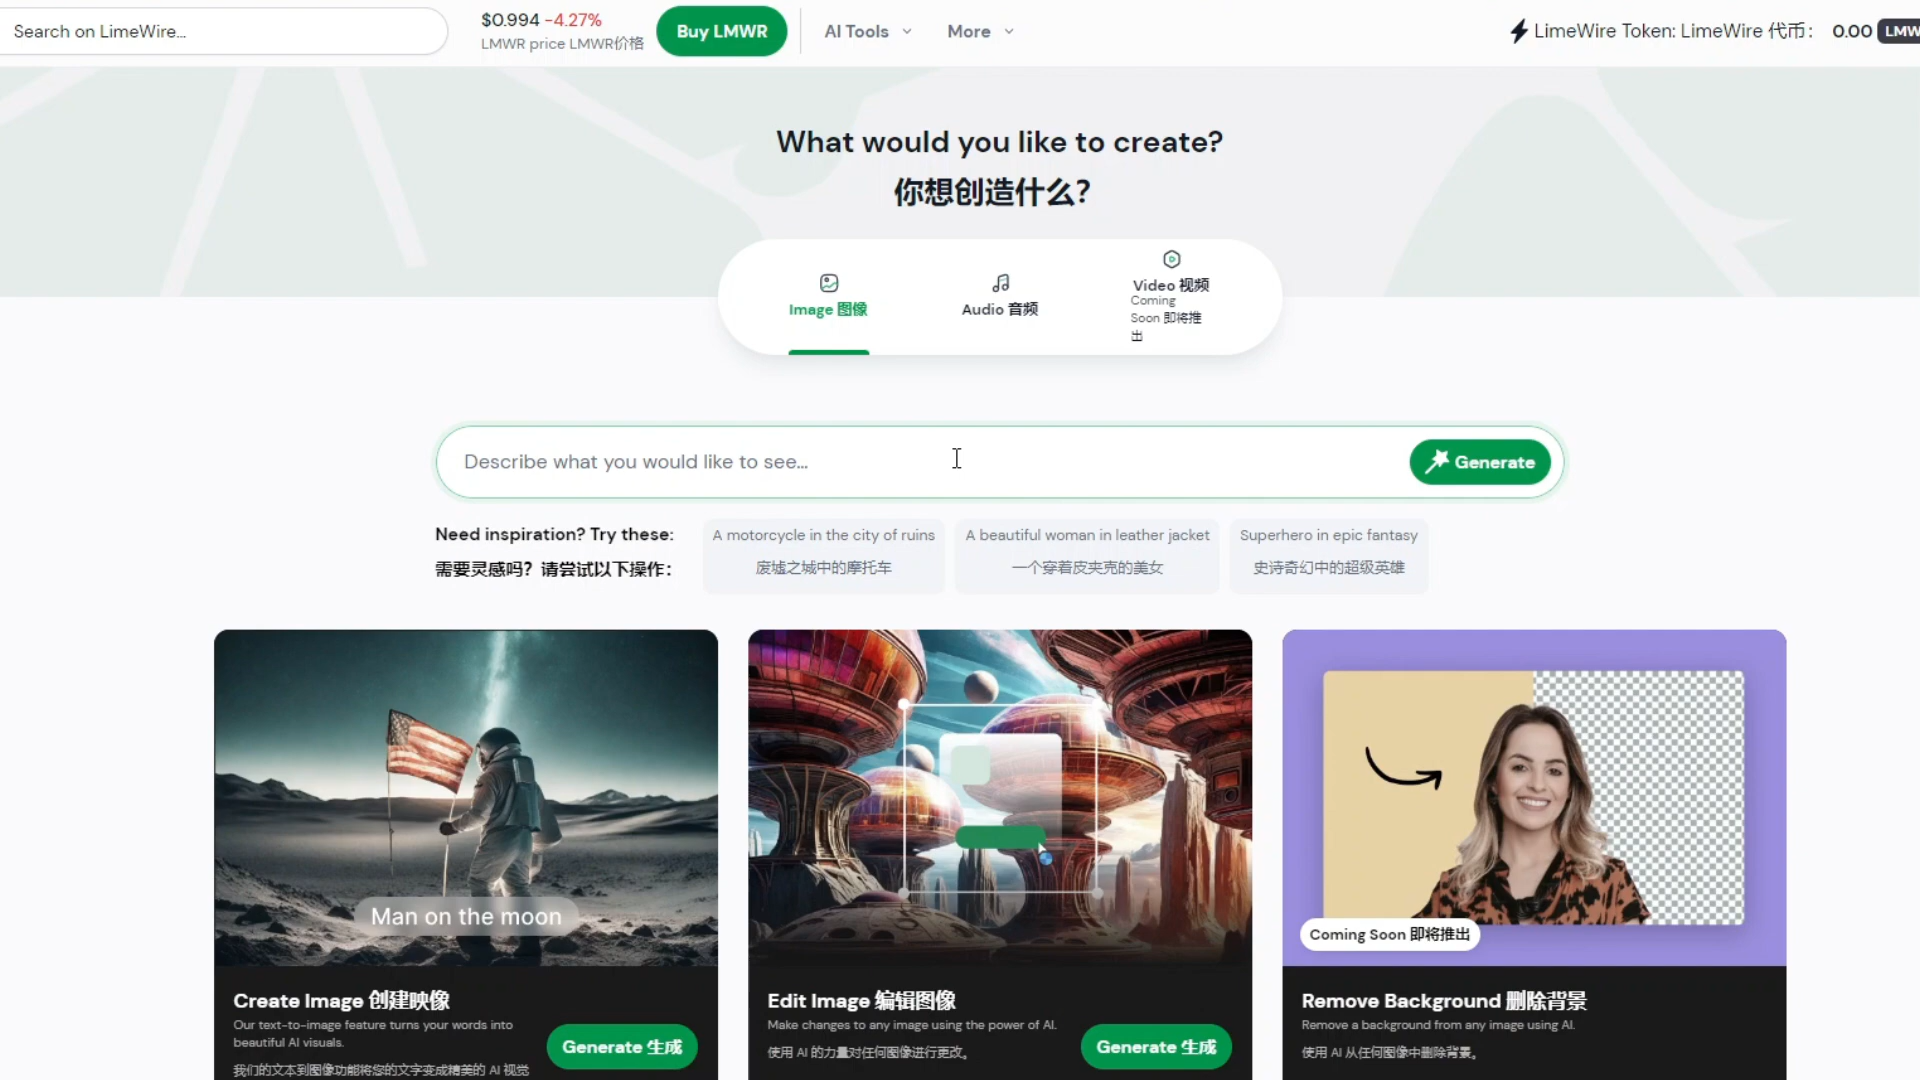 Search on LimeWire...
$0.994 -4.27%
LMWR price LMWR价格
Buy LMWR
AI Tools
More
LimeWire Token: LimeWire 代币：
0.00
What would you like to create?
你想创造什么？
Image 图像
Audio 音频
Video 视频
Coming
Soon 即将推
出
Describe what you would like to see...
Generate
Need inspiration? Try these:
需要灵感吗？请尝试以下操作：
A motorcycle in the city of ruins
废墟之城中的摩托车
A beautiful woman in leather jacket
一个穿着皮夹克的美女
Superhero in epic fantasy
史诗奇幻中的超级英雄
Man on the moon
Coming Soon 即将推出
Create Image 创建映像
Our text-to-image feature turns your words into
beautiful AI visuals.
我们的文本到图像功能将您的文字变成精美的 AI 视觉
Generate 生成
Edit Image 编辑图像
Make changes to any image using the power of AI.
使用 AI 的力量对任何图像进行更改。
Generate 生成
Remove Background 删除背景
Remove a background from any image using AI.
使用 AI 从任何图像中删除背景。